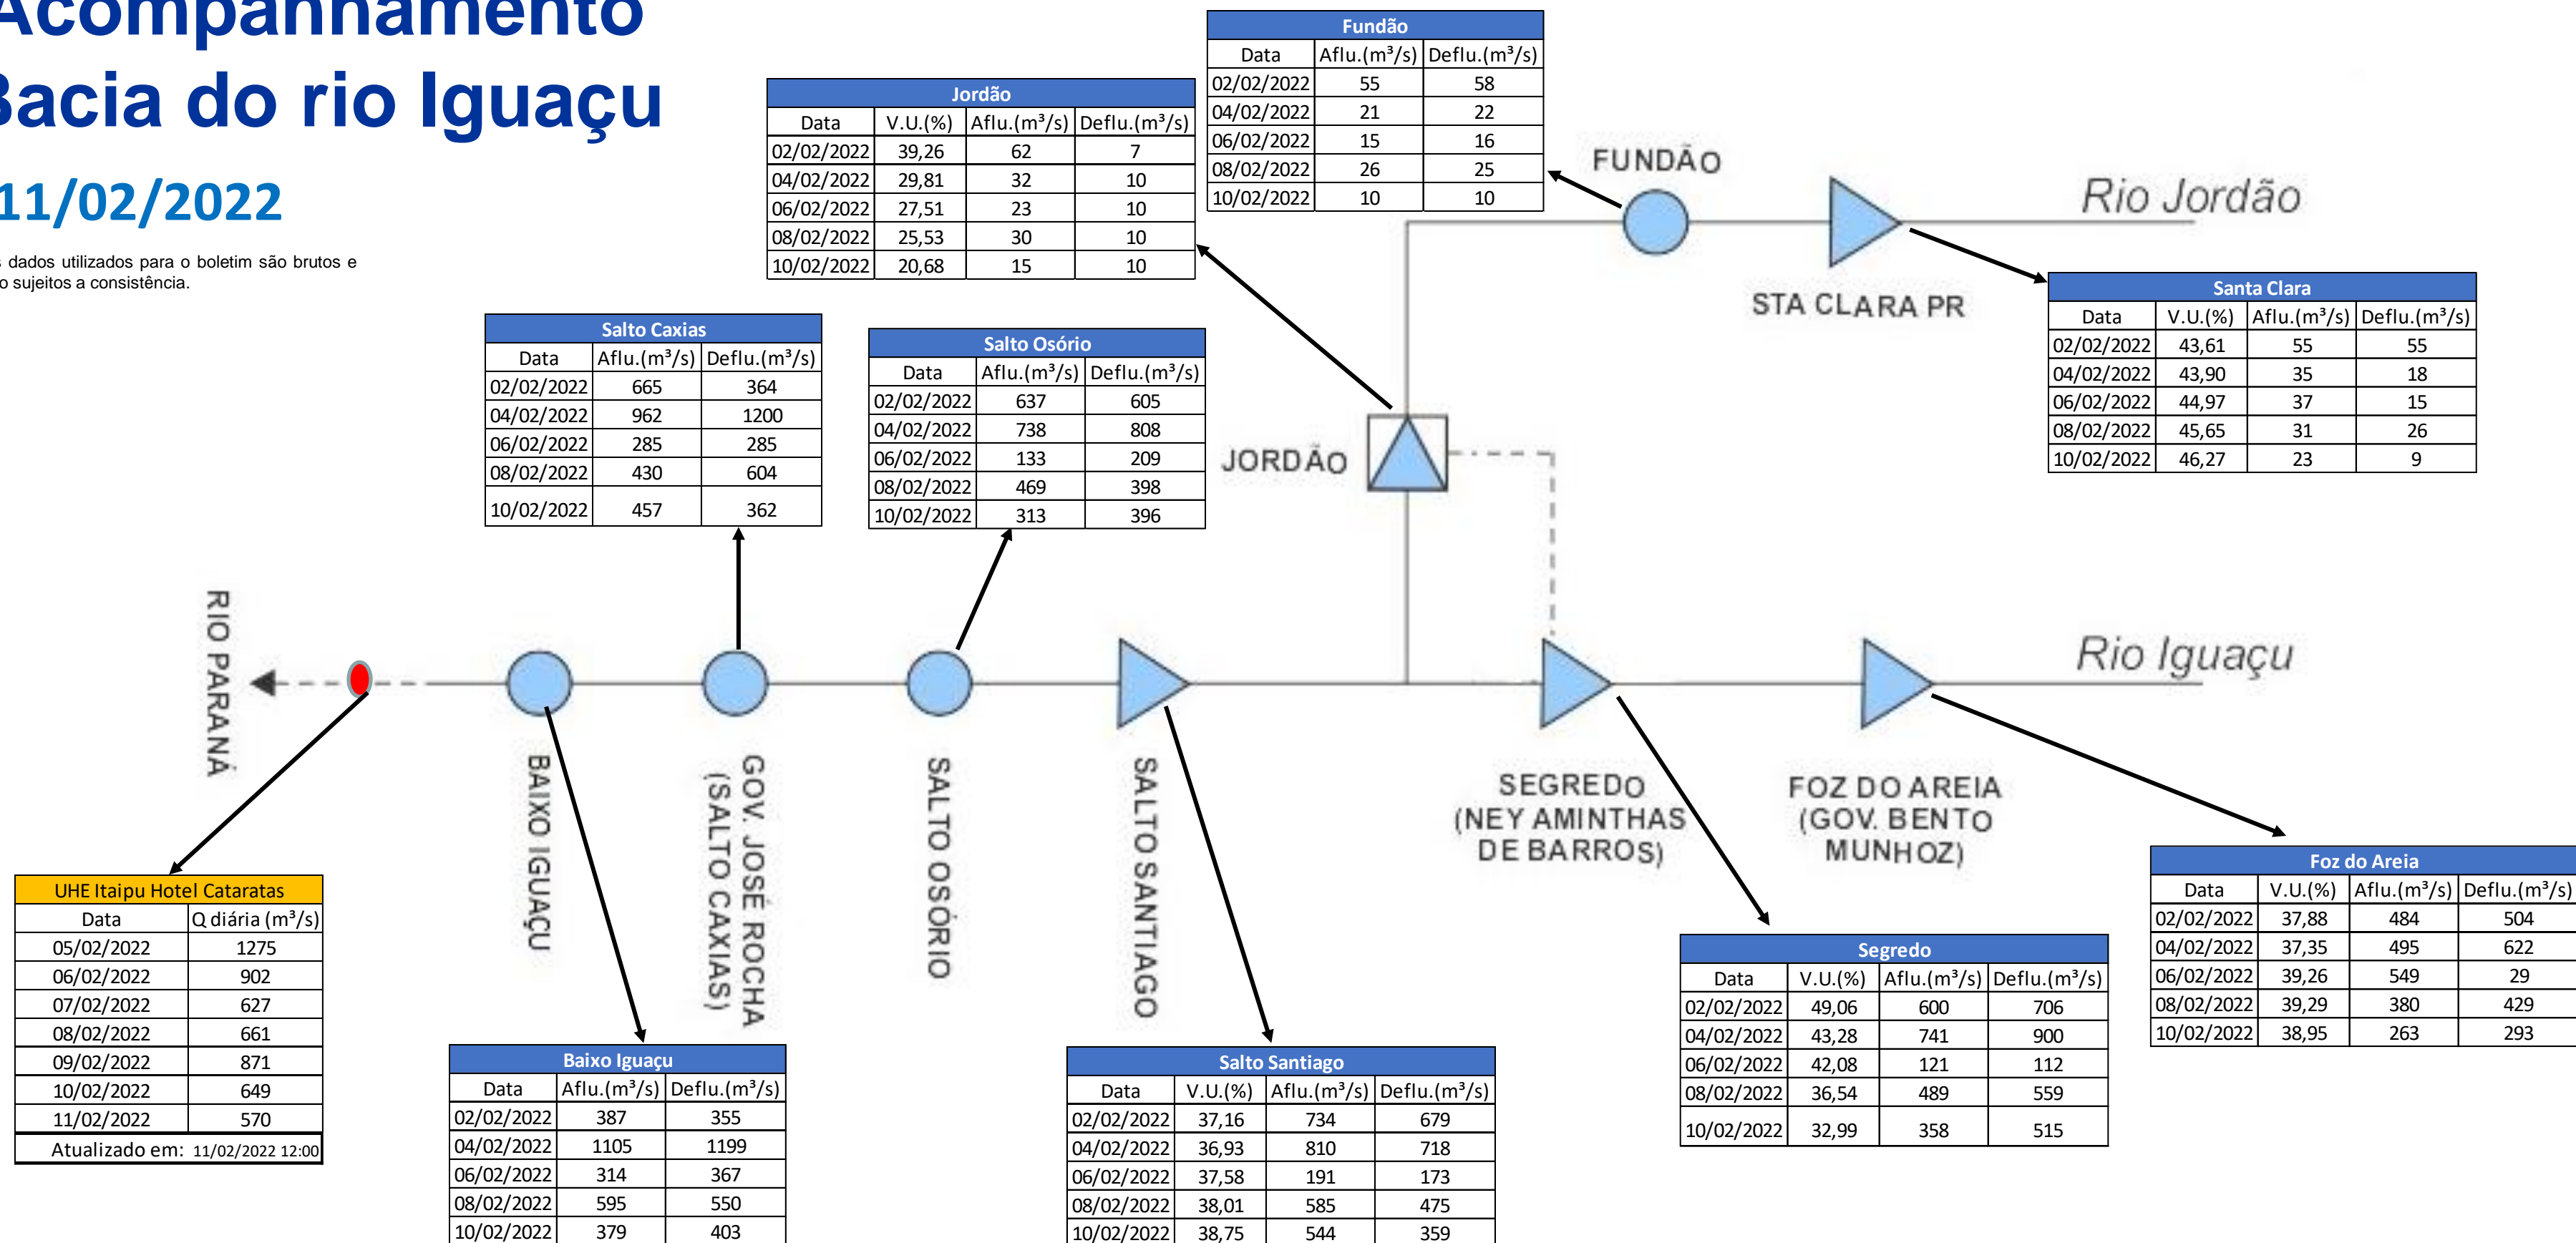 Acompanhamento
Bacia do rio Iguaçu
11/02/2022
s dados utilizados para o boletim são brutos e
o sujeitos a consistência.
Jordão
Data V.U.(%) Aflu.(m³/s) Deflu.(m³/s)
02/02/2022 39,26 62 7
04/02/2022 29,81 32 10
06/02/2022 27,51 23 10
08/02/2022 25,53 30 10
10/02/2022 20,68 15 10
Fundão
Data Aflu.(m³/s) Deflu.(m³/s)
02/02/2022 55 58
04/02/2022 21 22
06/02/2022 15 16
08/02/2022 26 25
10/02/2022 10 10
FUNDÃO
STA CLARA PR
Rio Jordão
Santa Clara
Data V.U.(%) Aflu.(m³/s) Deflu.(m³/s)
02/02/2022 43,61 55 55
04/02/2022 43,90 35 18
06/02/2022 44,97 37 15
08/02/2022 45,65 31 26
10/02/2022 46,27 23 9
Salto Caxias
Data Aflu.(m³/s) Deflu.(m³/s)
02/02/2022 665 364
04/02/2022 962 1200
06/02/2022 285 285
08/02/2022 430 604
10/02/2022 457 362
Salto Osório
Data Aflu.(m³/s) Deflu.(m³/s)
02/02/2022 637 605
04/02/2022 738 808
06/02/2022 133 209
08/02/2022 469 398
10/02/2022 313 396
JORDÃO
RIO PARANÁ
BAIXO IGUAÇU
GOV. JOSÉ ROCHA
(SALTO CAXIAS)
SALTO OSÓRIO
SALTO SANTIAGO
SEGREDO
(NEY AMINTHAS
DE BARROS)
FOZ DO AREIA
(GOV. BENTO
MUNHOZ)
Rio Iguaçu
UHE Itaipu Hotel Cataratas
Data Q diária (m³/s)
05/02/2022 1275
06/02/2022 902
07/02/2022 627
08/02/2022 661
09/02/2022 871
10/02/2022 649
11/02/2022 570
Atualizado em: 11/02/2022 12:00
Baixo Iguaçu
Data Aflu.(m³/s) Deflu.(m³/s)
02/02/2022 387 355
04/02/2022 1105 1199
06/02/2022 314 367
08/02/2022 595 550
10/02/2022 379 403
Salto Santiago
Data V.U.(%) Aflu.(m³/s) Deflu.(m³/s)
02/02/2022 37,16 734 679
04/02/2022 36,93 810 718
06/02/2022 37,58 191 173
08/02/2022 38,01 585 475
10/02/2022 38,75 544 359
Segredo
Data V.U.(%) Aflu.(m³/s) Deflu.(m³/s)
02/02/2022 49,06 600 706
04/02/2022 43,28 741 900
06/02/2022 42,08 121 112
08/02/2022 36,54 489 559
10/02/2022 32,99 358 515
Foz do Areia
Data V.U.(%) Aflu.(m³/s) Deflu.(m³/s)
02/02/2022 37,88 484 504
04/02/2022 37,35 495 622
06/02/2022 39,26 549 29
08/02/2022 39,29 380 429
10/02/2022 38,95 263 293